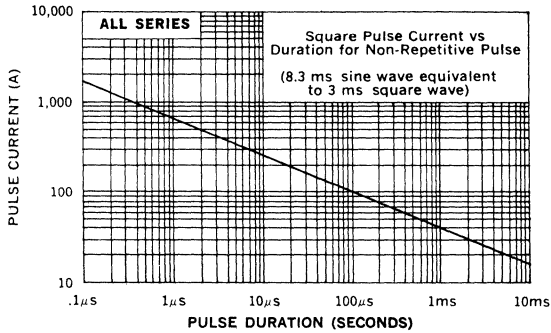 ALL SERIES
Square Pulse Current vs
Duration for Non-Repetitive Pulse
(8.3 ms sine wave equivalent
to 3 ms square wave)
PULSE CURRENT (A)
10,000
1,000
100
10
.1μs
1μs
10μs
100μs
1ms
10ms
PULSE DURATION (SECONDS)